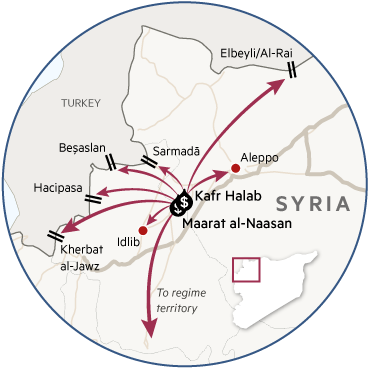 Elbeyli/Al-Rai
TURKEY
Beşaslan
Sarmadā
Aleppo
Hacipasa
Kafr Halab
$
SYRIA
Maarat al-Naasan
Idlib
Kherbat
al-Jawz
To regime
territory